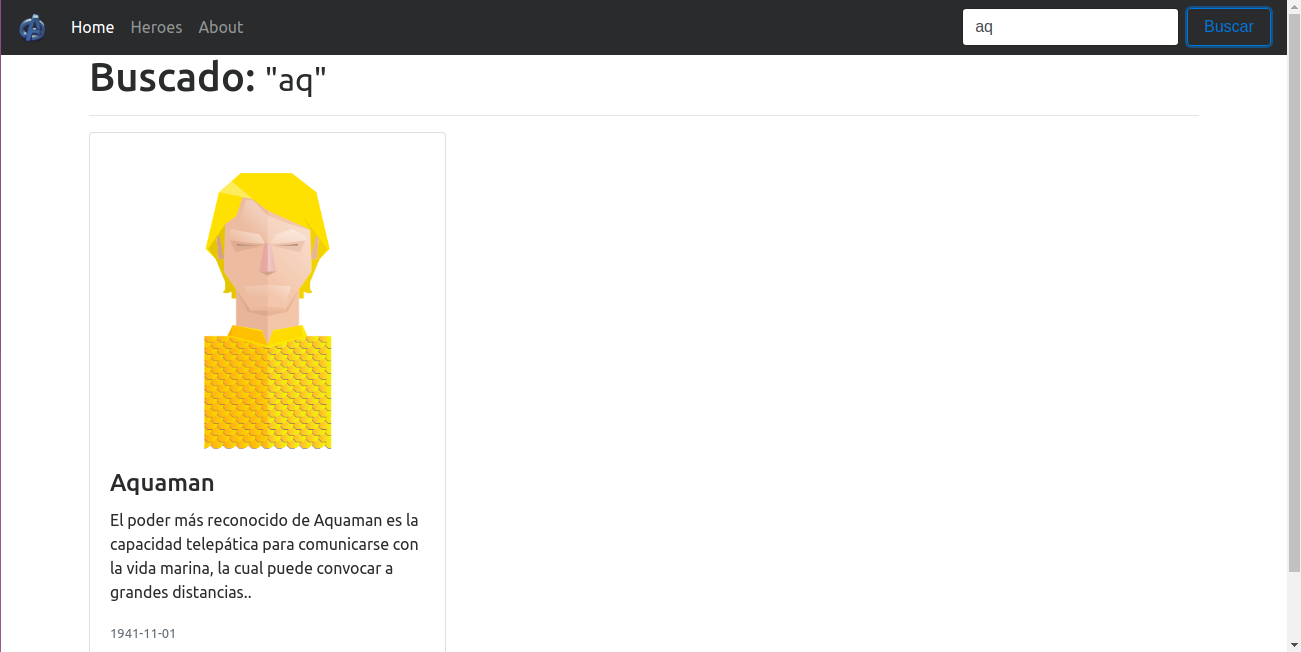 Home Heroes About aq Buscar
Buscado: "aq"
Aquaman
El poder más reconocido de Aquaman es la
capacidad telepática para comunicarse con
la vida marina, la cual puede convocar a
grandes distancias..
1941-11-01